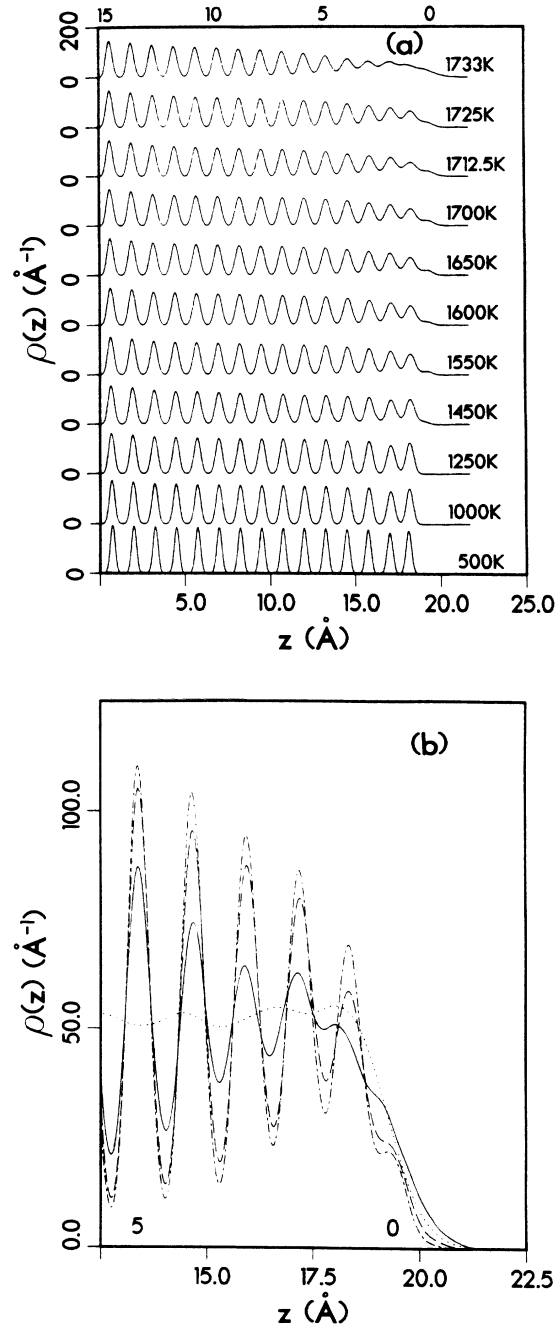 15 10 5 0
(a)
200
0 1733K
0 1725K
0 1712.5K
0 1700K
0 1650K
0 1600K
0 1550K
0 1450K
0 1250K
0 1000K
0 500K
ρ(z) (Å⁻¹)
5.0 10.0 15.0 20.0 25.0
z (Å)
(b)
100.0
50.0
0.0
ρ(z) (Å⁻¹)
5 0
15.0 17.5 20.0 22.5
z (Å)